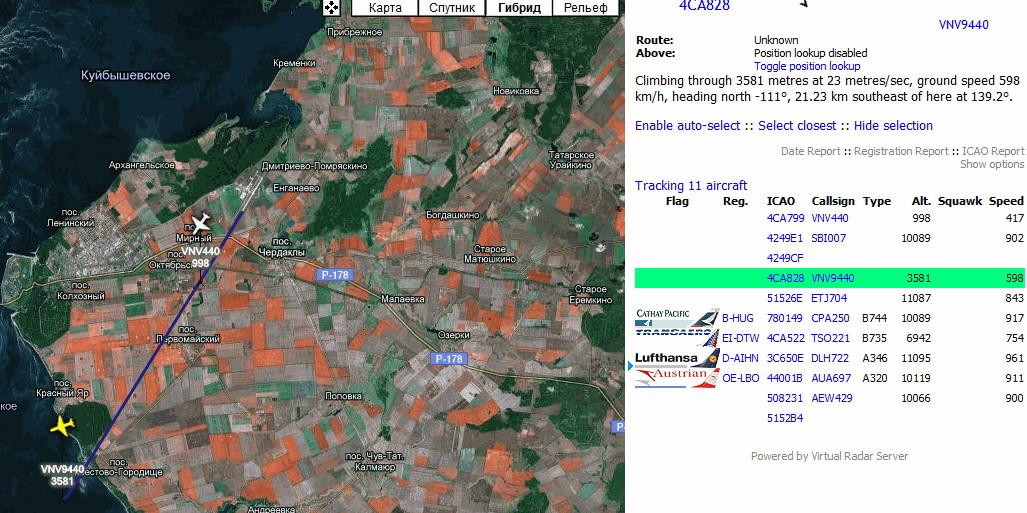 Карта Спутник Гибрид Рельеф
Прибрежное
Кременки
Куйбышевское
Новиковка
Архангельское
Дмитриево-Помряскино
Татарское
Урайкино
Енганаево
пос.
Ленинский
Богдашкино
пос.
Мирный
пос.
Чердаклы
VNV440
998
пос.
Октябрьск
Старое
Матюшкино
Р-178
пос.
Колхозный
Малаевка
Старое
Еремкино
пос.
Первомайский
Озерки
Р-178
пос.
Красный Яр
Поповка
кое
Р
VNV9440
3581
пос.
естово-Городище
пос. Чув-Тат.
Калмаюр
Андреевка
4CA828
VNV9440
Route: Unknown
Above: Position lookup disabled
Toggle position lookup
Climbing through 3581 metres at 23 metres/sec, ground speed 598
km/h, heading north -111º, 21.23 km southeast of here at 139.2º.
Enable auto-select :: Select closest :: Hide selection
Date Report :: Registration Report :: ICAO Report
Show options
Tracking 11 aircraft
Flag Reg. ICAO Callsign Type Alt. Squawk Speed
4CA799 VNV440 998 417
4249E1 SBI007 10089 902
4249CF
4CA828 VNV9440 3581 598
51526E ETJ704 11087 843
CATHAY PACIFIC B-HUG 780149 CPA250 B744 10089 917
TRANSAERO EI-DTW 4CA522 TSO221 B735 6942 754
Lufthansa D-AIHN 3C650E DLH722 A346 11095 961
Austrian OE-LBO 44001B AUA697 A320 10119 911
508231 AEW429 10066 900
5152B4
Powered by Virtual Radar Server